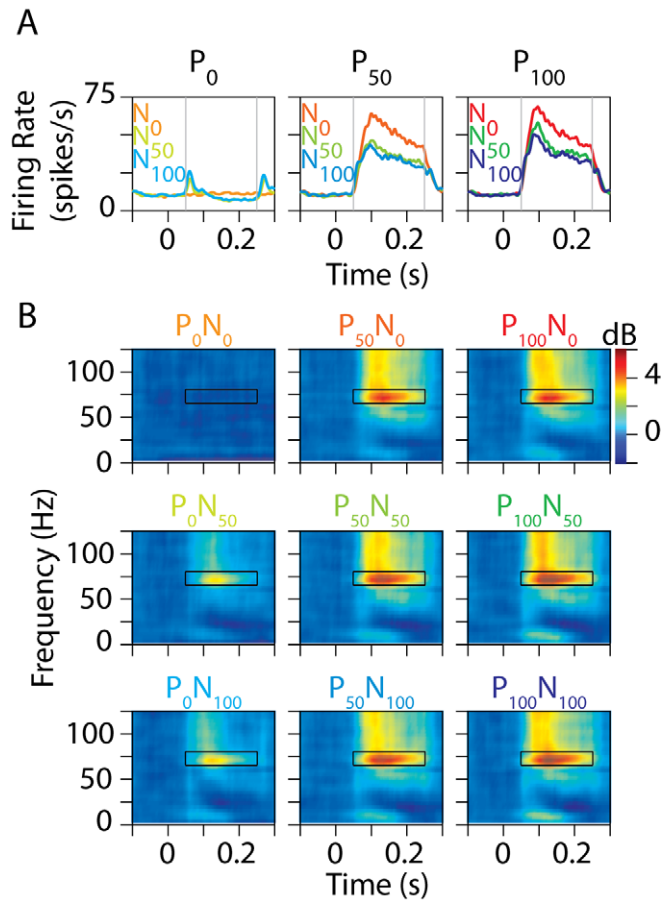 A
P0 P50 P100
Firing Rate
(spikes/s)
75
0
N0
N50
N100
N0
N50
N100
N0
N50
N100
0 0.2 0 0.2 0 0.2
Time (s)
B
P0N0 P50N0 P100N0
dB
4
0
100
50
0
P0N50 P50N50 P100N50
Frequency (Hz)
100
50
0
P0N100 P50N100 P100N100
100
50
0
0 0.2 0 0.2 0 0.2
Time (s)